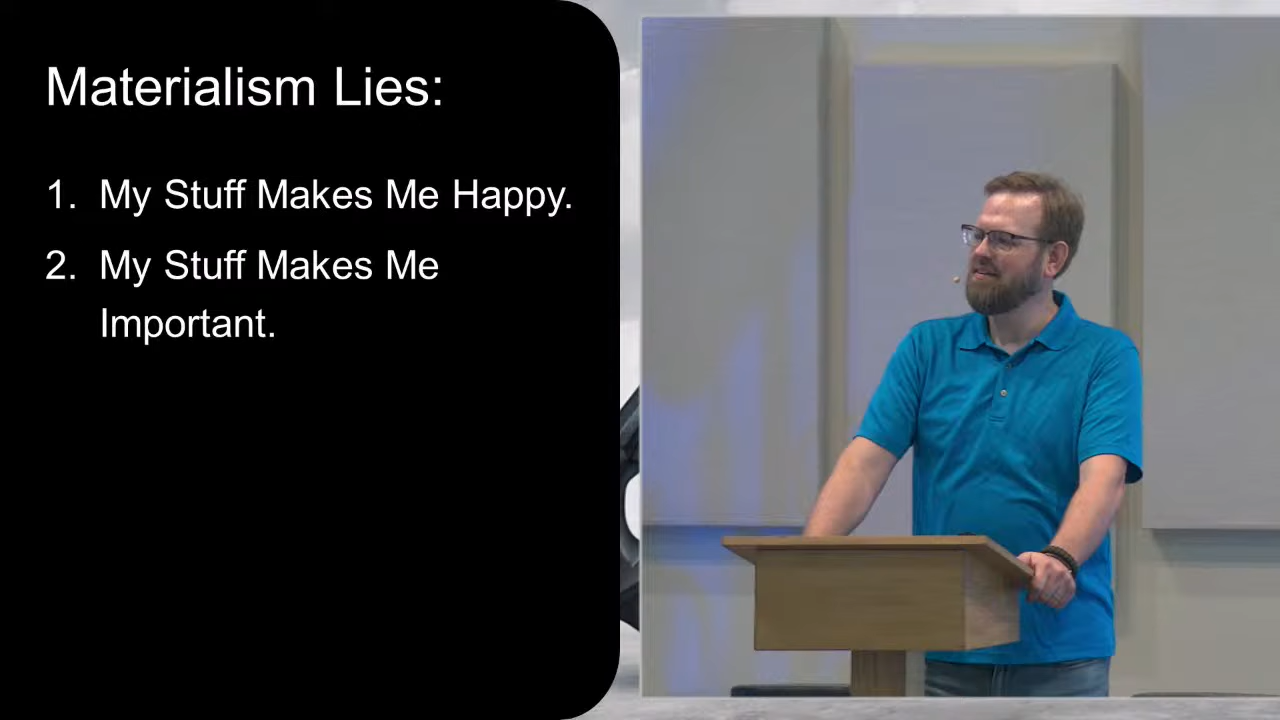 Materialism Lies:
1. My Stuff Makes Me Happy.
2. My Stuff Makes Me
Important.